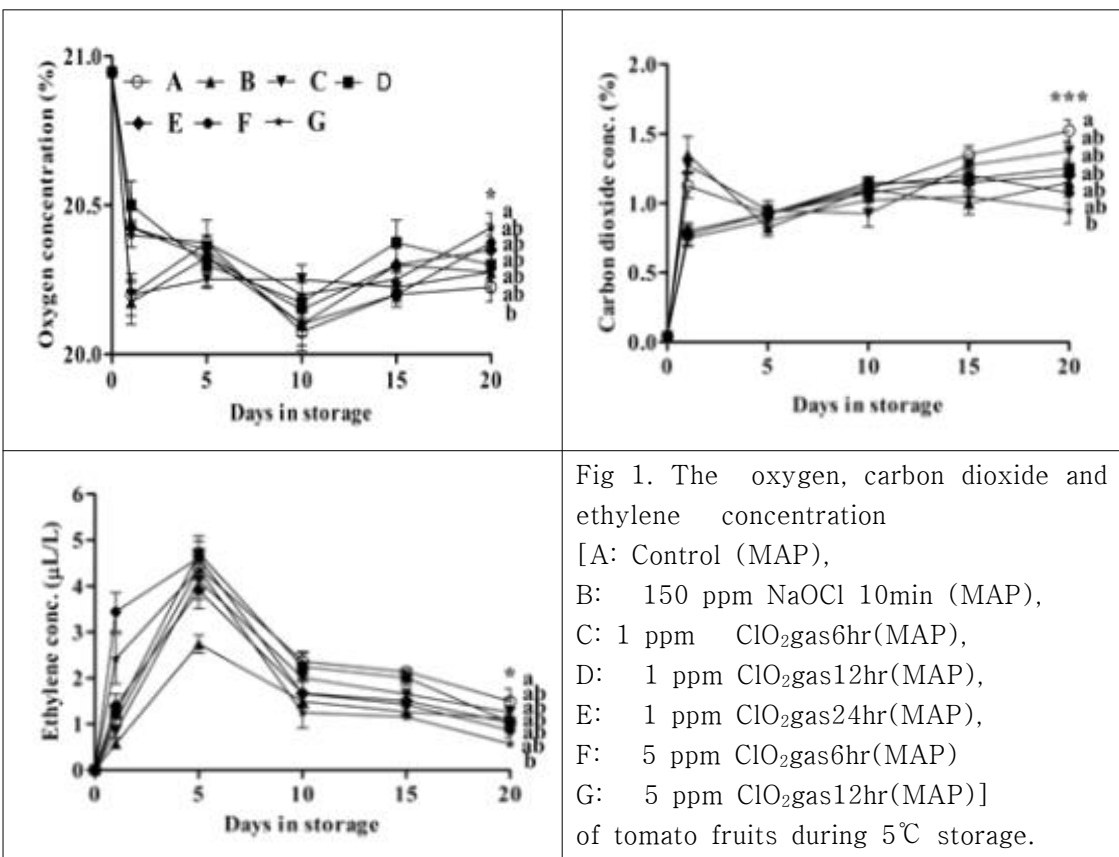 21.0
20.5
20.0
Oxygen concentration (%)
A B C D
E F G
*
a
ab
ab
ab
ab
ab
b
0 5 10 15 20
Days in storage
2.0
1.5
1.0
0.5
0.0
Carbon dioxide conc. (%)
***
a
ab
ab
ab
ab
ab
b
0 5 10 15 20
Days in storage
6
5
4
3
2
1
0
Ethylene conc. (µL/L)
*
a
ab
ab
b
0 5 10 15 20
Days in storage
Fig 1. The oxygen, carbon dioxide and
ethylene concentration
[A: Control (MAP),
B: 150 ppm NaOCl 10min (MAP),
C: 1 ppm ClO₂gas6hr(MAP),
D: 1 ppm ClO₂gas12hr(MAP),
E: 1 ppm ClO₂gas24hr(MAP),
F: 5 ppm ClO₂gas6hr(MAP)
G: 5 ppm ClO₂gas12hr(MAP)]
of tomato fruits during 5℃ storage.